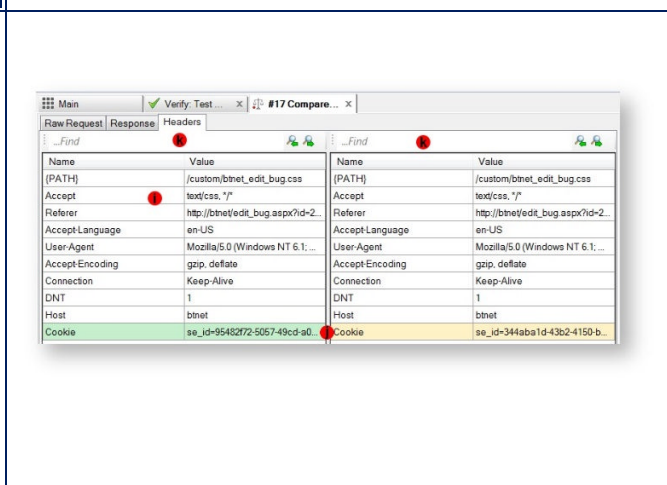 Main Verify: Test ... x #17 Compare... x
Raw Request Response Headers
...Find k ...Find k
Name Value Name Value
{PATH} /custom/btnet_edit_bug.css {PATH} /custom/btnet_edit_bug.css
Accept text/css, */* Accept text/css, */*
Referer http://btnet/edit_bug.aspx?id=2... Referer http://btnet/edit_bug.aspx?id=2...
Accept-Language en-US Accept-Language en-US
User-Agent Mozilla/5.0 (Windows NT 6.1; ... User-Agent Mozilla/5.0 (Windows NT 6.1; ...
Accept-Encoding gzip, deflate Accept-Encoding gzip, deflate
Connection Keep-Alive Connection Keep-Alive
DNT 1 DNT 1
Host btnet Host btnet
Cookie se_id=95482f72-5057-49cd-a0... Cookie se_id=344aba1d-43b2-4150-b...